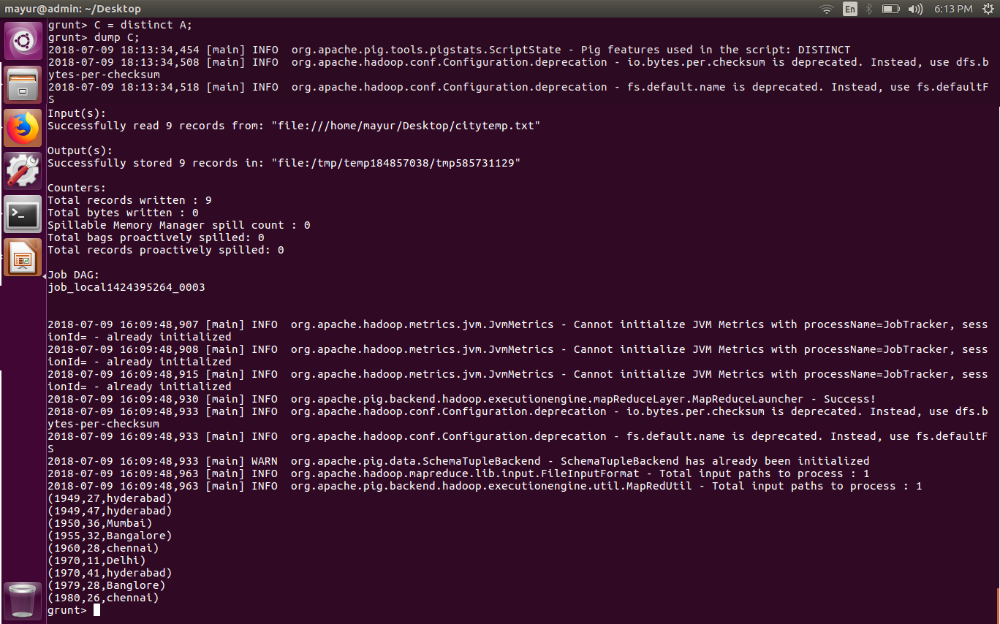 mayur@admin: ~/Desktop
En
6:13 PM
grunt> C = distinct A;
grunt> dump C;
2018-07-09 18:13:34,454 [main] INFO  org.apache.pig.tools.pigstats.ScriptState - Pig features used in the script: DISTINCT
2018-07-09 18:13:34,508 [main] INFO  org.apache.hadoop.conf.Configuration.deprecation - io.bytes.per.checksum is deprecated. Instead, use dfs.b
ytes-per-checksum
2018-07-09 18:13:34,518 [main] INFO  org.apache.hadoop.conf.Configuration.deprecation - fs.default.name is deprecated. Instead, use fs.defaultF
S
Input(s):
Successfully read 9 records from: "file:///home/mayur/Desktop/citytemp.txt"
Output(s):
Successfully stored 9 records in: "file:/tmp/temp184857038/tmp585731129"
Counters:
Total records written : 9
Total bytes written : 0
Spillable Memory Manager spill count : 0
Total bags proactively spilled: 0
Total records proactively spilled: 0
Job DAG:
job_local1424395264_0003
2018-07-09 16:09:48,907 [main] INFO  org.apache.hadoop.metrics.jvm.JvmMetrics - Cannot initialize JVM Metrics with processName=JobTracker, sess
ionId= - already initialized
2018-07-09 16:09:48,908 [main] INFO  org.apache.hadoop.metrics.jvm.JvmMetrics - Cannot initialize JVM Metrics with processName=JobTracker, sess
ionId= - already initialized
2018-07-09 16:09:48,915 [main] INFO  org.apache.hadoop.metrics.jvm.JvmMetrics - Cannot initialize JVM Metrics with processName=JobTracker, sess
ionId= - already initialized
2018-07-09 16:09:48,930 [main] INFO  org.apache.pig.backend.hadoop.executionengine.mapReduceLayer.MapReduceLauncher - Success!
2018-07-09 16:09:48,933 [main] INFO  org.apache.hadoop.conf.Configuration.deprecation - io.bytes.per.checksum is deprecated. Instead, use dfs.b
ytes-per-checksum
2018-07-09 16:09:48,933 [main] INFO  org.apache.hadoop.conf.Configuration.deprecation - fs.default.name is deprecated. Instead, use fs.defaultF
S
2018-07-09 16:09:48,933 [main] WARN  org.apache.pig.data.SchemaTupleBackend - SchemaTupleBackend has already been initialized
2018-07-09 16:09:48,963 [main] INFO  org.apache.hadoop.mapreduce.lib.input.FileInputFormat - Total input paths to process : 1
2018-07-09 16:09:48,963 [main] INFO  org.apache.pig.backend.hadoop.executionengine.util.MapRedUtil - Total input paths to process : 1
(1949,27,hyderabad)
(1949,47,hyderabad)
(1950,36,Mumbai)
(1955,32,Bangalore)
(1960,28,chennai)
(1970,11,Delhi)
(1970,41,hyderabad)
(1979,28,Banglore)
(1980,26,chennai)
grunt>